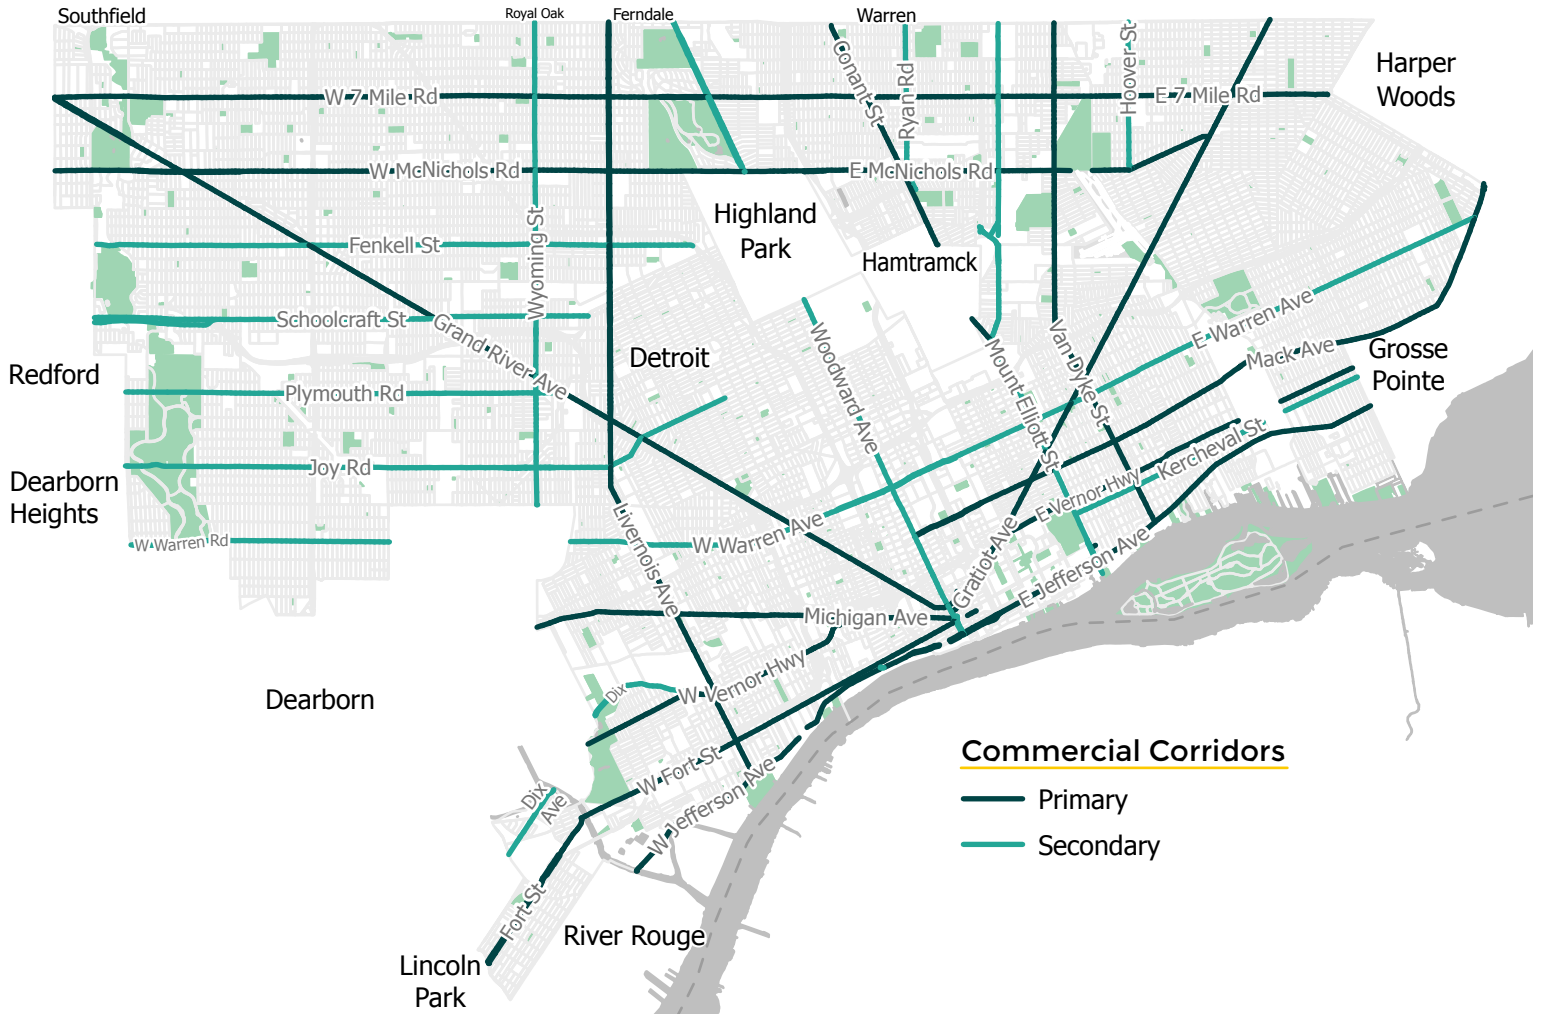 Southfield
Royal Oak
Ferndale
Warren
Harper
Woods
W 7 Mile Rd
Conant St
Ryan Rd
Hoover St
E 7 Mile Rd
W McNichols Rd
E McNichols Rd
Highland
Park
Hamtramck
Fenkell St
Wyoming St
Schoolcraft St
Grand River Ave
Detroit
Woodward Ave
Mount Elliott St
Van Dyke St
E Warren Ave
Mack Ave
Grosse
Pointe
Redford
Plymouth Rd
Joy Rd
Dearborn
Heights
W Warren Rd
Livernois Ave
W Warren Ave
Gratiot Ave
E Vernor Hwy
Kercheval St
E Jefferson Ave
Michigan Ave
Dearborn
Dix
W Vernor Hwy
W Fort St
W Jefferson Ave
Dix
Ave
Fort St
River Rouge
Lincoln
Park
Commercial Corridors
Primary
Secondary